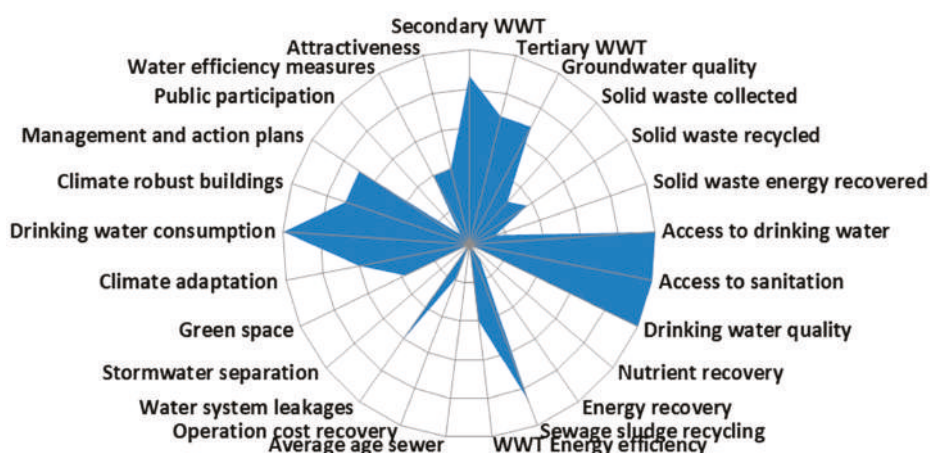 Secondary WWT
Tertiary WWT
Groundwater quality
Solid waste collected
Solid waste recycled
Solid waste energy recovered
Access to drinking water
Access to sanitation
Drinking water quality
Nutrient recovery
Energy recovery
Sewage sludge recycling
WWT Energy efficiency
Average age sewer
Operation cost recovery
Water system leakages
Stormwater separation
Green space
Climate adaptation
Drinking water consumption
Climate robust buildings
Management and action plans
Public participation
Water efficiency measures
Attractiveness